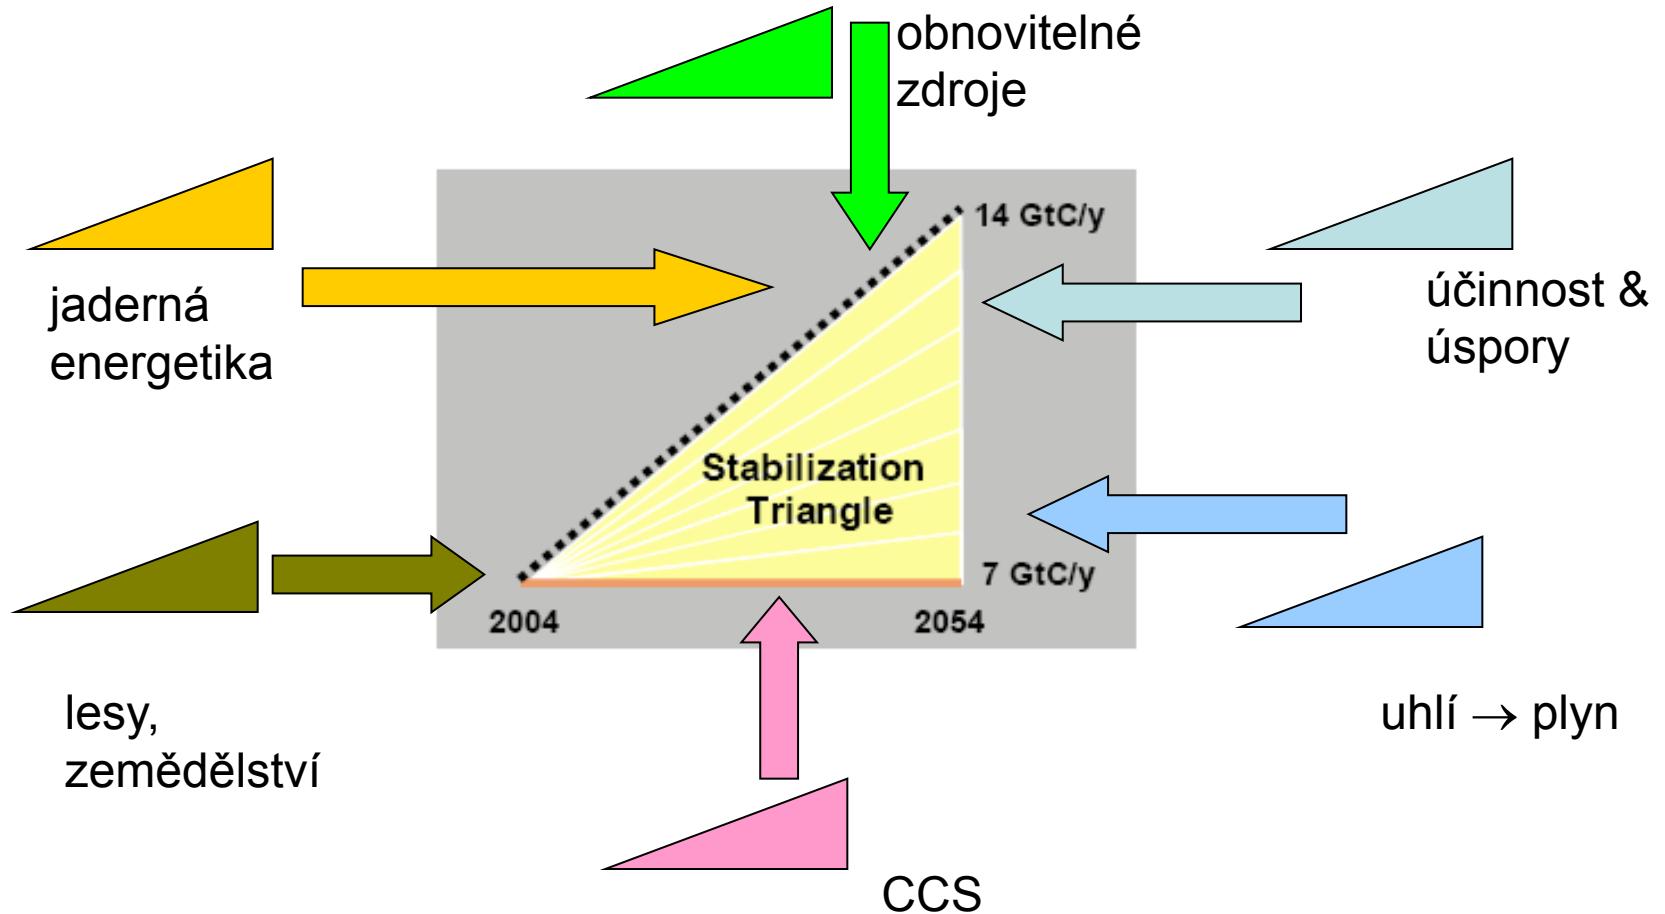 obnovitelné
zdroje
jaderná
energetika
14 GtC/y
účinnost &
úspory
Stabilization
Triangle
7 GtC/y
2004
2054
lesy,
zemědělství
uhlí → plyn
CCS